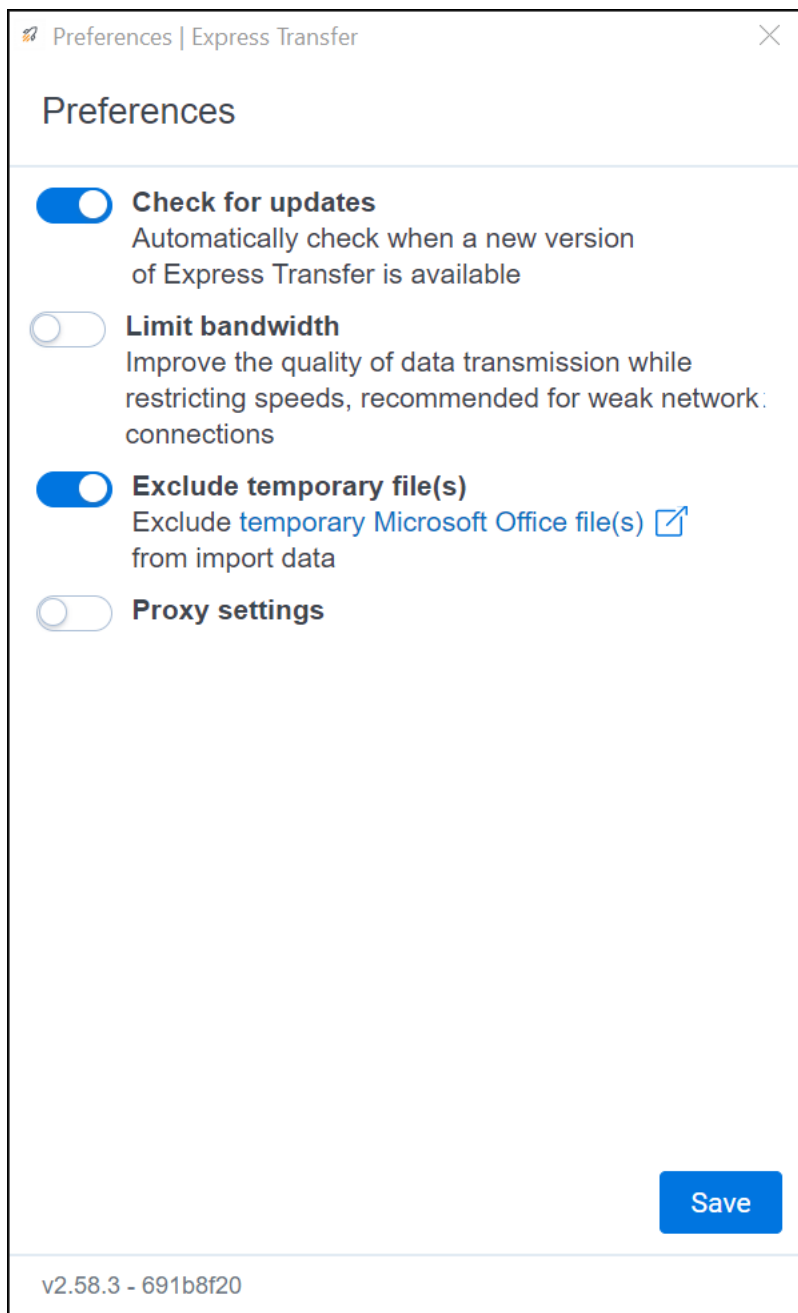 Preferences | Express Transfer
Preferences
Check for updates
Automatically check when a new version
of Express Transfer is available
Limit bandwidth
Improve the quality of data transmission while
restricting speeds, recommended for weak network
connections
Exclude temporary file(s)
Exclude temporary Microsoft Office file(s)
from import data
Proxy settings
Save
v2.58.3 - 691b8f20